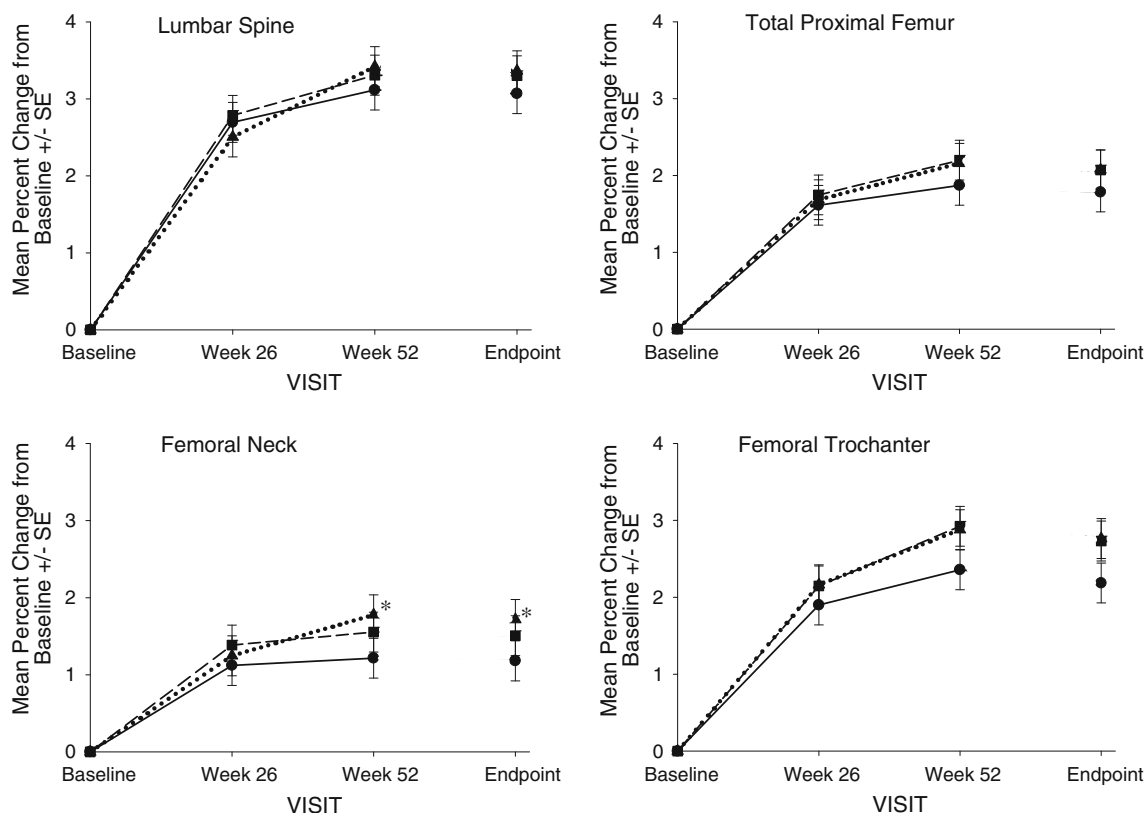 Lumbar Spine
Mean Percent Change from
Baseline +/- SE
4
3
2
1
0
Baseline
Week 26
Week 52
Endpoint
VISIT
Total Proximal Femur
Mean Percent Change from
Baseline +/- SE
4
3
2
1
0
Baseline
Week 26
Week 52
Endpoint
VISIT
Femoral Neck
Mean Percent Change from
Baseline +/- SE
4
3
2
1
0
*
*
Baseline
Week 26
Week 52
Endpoint
VISIT
Femoral Trochanter
Mean Percent Change from
Baseline +/- SE
4
3
2
1
0
Baseline
Week 26
Week 52
Endpoint
VISIT